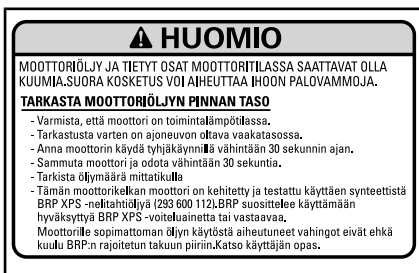 HUOMIO
MOOTTORIÖLJY JA TIETYT OSAT MOOTTORITILASSA SAATTAVAT OLLA
KUUMIA.SUORA KOSKETUS VOI AIHEUTTAA IHOON PALOVAMMOJA.
TARKASTA MOOTTORIÖLJYN PINNAN TASO
- Varmista, että moottori on toimintalämpötilassa.
- Tarkastusta varten on ajoneuvon oltava vaakatasossa.
- Anna moottorin käydä tyhjäkäynnillä vähintään 30 sekunnin ajan.
- Sammuta moottori ja odota vähintään 30 sekuntia.
- Tarkista öljymäärä mittatikulla
- Tämän moottorikelkan moottori on kehitetty ja testattu käyttäen synteettistä
BRP XPS -nelitahtiöljyä (293 600 112).BRP suosittelee käyttämään
hyväksyttyä BRP XPS -voiteluainetta tai vastaavaa.
Moottorille sopimattoman öljyn käytöstä aiheutuneet vahingot eivät ehkä
kuulu BRP:n rajoitetun takuun piiriin.Katso käyttäjän opas.